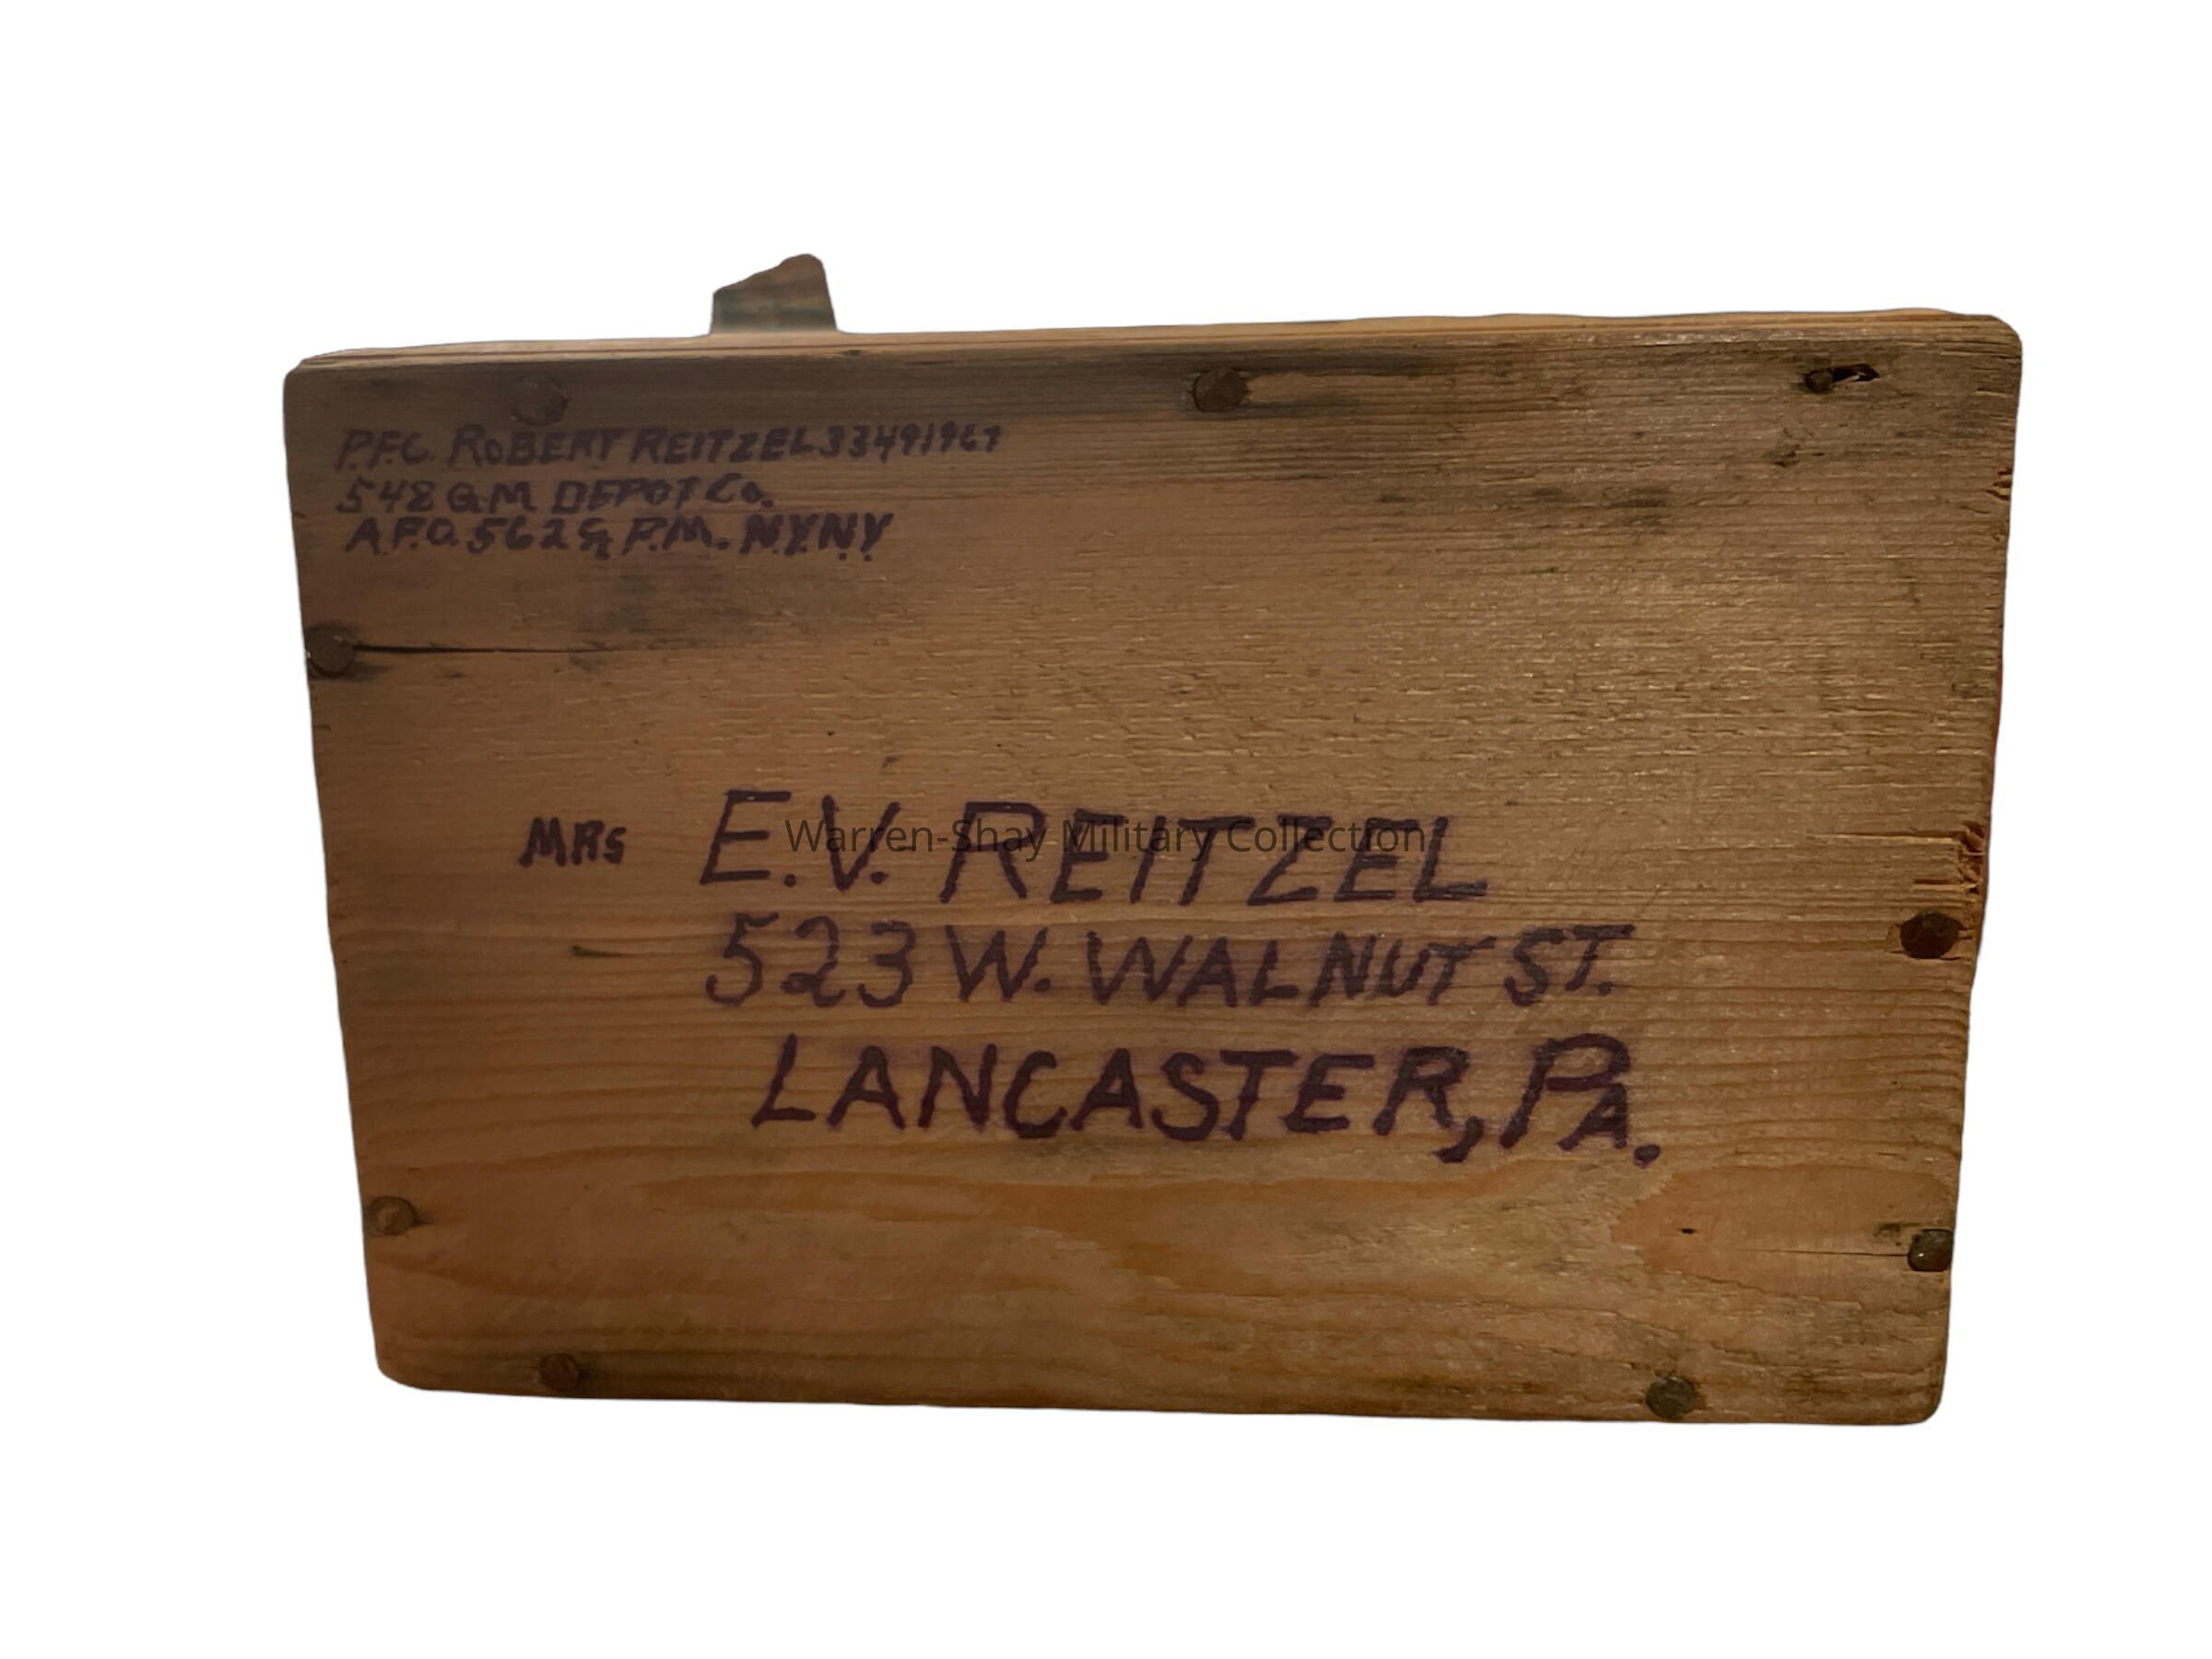 P.F.C. ROBERT REITZEL 33491967
548 Q.M. DEPOT CO.
A.P.O. 562 % P.M. N.Y.N.Y
MRS E.V. REITZEL
Warren-Shay Military Collection
523 W. WALNUT ST.
LANCASTER, PA.